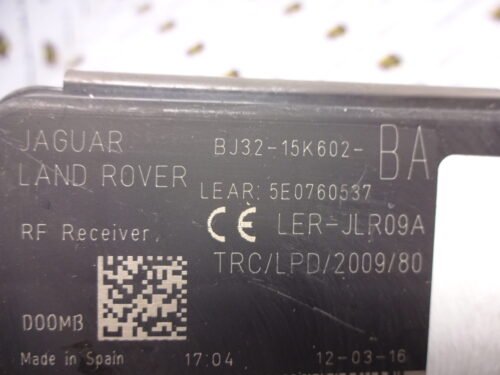 JAGUAR
LAND ROVER
BJ32-15K602-BA
LEAR: 5E0760537
RF Receiver
CE LER-JLR09A
TRC/LPD/2009/80
D00MB
Made in Spain 17:04 12-03-16